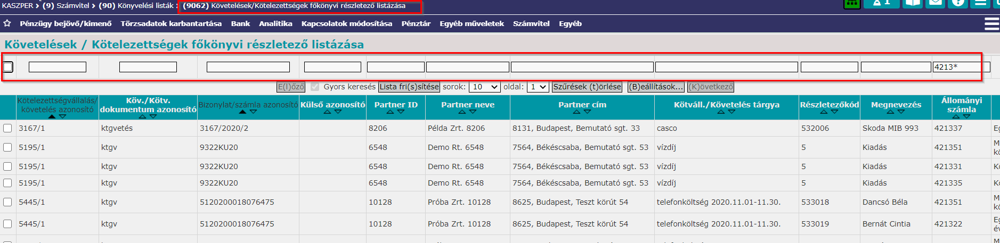 KASZPER > (9) Számvitel > (90) Könyvelési listák > (9062) Követelések/Kötelezettségek főkönyvi részletező listázása
1
Pénzügy bejövő/kimenő Törzsadatok karbantartása Bank Analitika Kapcsolatok módosítása Pénztár Egyéb műveletek Számvitel Egyéb
Követelések / Kötelezettségek főkönyvi részletező listázása
4213*
E(l)őző Gyors keresés Lista fri(s)sítése sorok: 10 oldal: 1 Szűrések (t)örlése (B)eállítások... (K)övetkező
Kötelezettségvállalás/ követelés azonosító Köv./Kötv. dokumentum azonosító Bizonylat/számla azonosító Külső azonosító Partner ID Partner neve Partner cím Kötváll./Követelés tárgya Részletezőkód Megnevezés Állományi számla
3167/1 ktgvetés 3167/2020/2 8206 Példa Zrt. 8206 8131, Budapest, Bemutató sgt. 33 casco 532006 Skoda MIB 993 421337
5195/1 ktgv 9322KU20 6548 Demo Rt. 6548 7564, Békéscsaba, Bemutató sgt. 53 vízdíj 5 Kiadás 421351
5195/1 ktgv 9322KU20 6548 Demo Rt. 6548 7564, Békéscsaba, Bemutató sgt. 53 vízdíj 5 Kiadás 421331
5195/1 ktgv 9322KU20 6548 Demo Rt. 6548 7564, Békéscsaba, Bemutató sgt. 53 vízdíj 5 Kiadás 421335
5445/1 ktgv 5120200018076475 10128 Próba Zrt. 10128 8625, Budapest, Teszt körút 54 telefonköltség 2020.11.01-11.30. 533018 Dancsó Béla 421351
5445/1 ktgv 5120200018076475 10128 Próba Zrt. 10128 8625, Budapest, Teszt körút 54 telefonköltség 2020.11.01-11.30. 533019 Bernát Cintia 421322